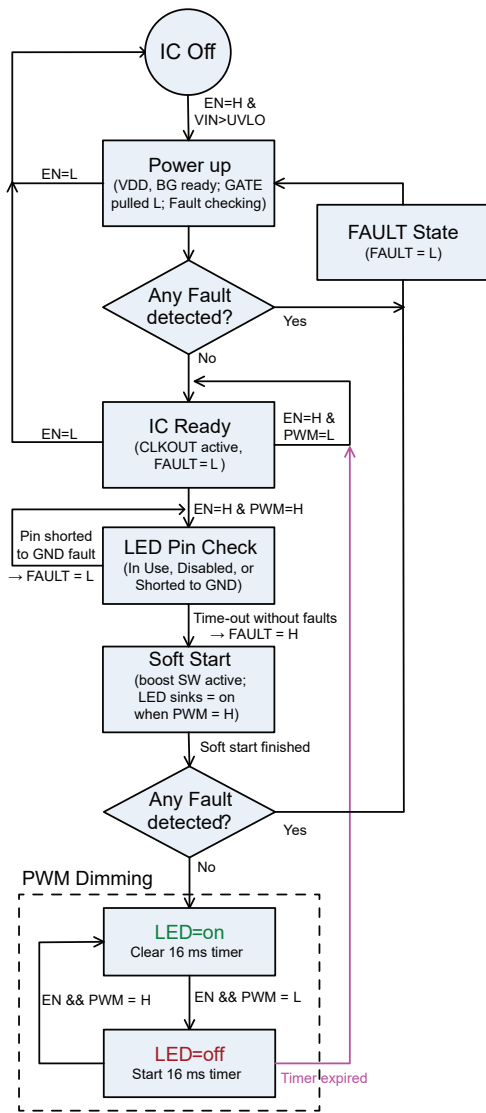 IC Off
EN=H &
VIN>UVLO
Power up
(VDD, BG ready; GATE
pulled L; Fault checking)
EN=L
FAULT State
(FAULT = L)
Any Fault
detected?
Yes
No
IC Ready
(CLKOUT active,
FAULT = L )
EN=L
EN=H &
PWM=L
EN=H & PWM=H
Pin shorted
to GND fault
→ FAULT = L
LED Pin Check
(In Use, Disabled, or
Shorted to GND)
Time-out without faults
→ FAULT = H
Soft Start
(boost SW active;
LED sinks = on
when PWM = H)
Soft start finished
Any Fault
detected?
Yes
No
PWM Dimming
LED=on
Clear 16 ms timer
EN && PWM = H
EN && PWM = L
LED=off
Start 16 ms timer
Timer expired